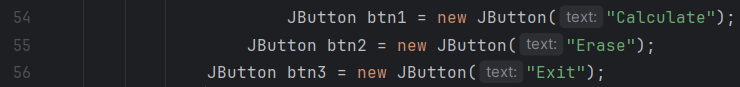 54 JButton btn1 = new JButton( text: "Calculate");
55 JButton btn2 = new JButton( text: "Erase");
56 JButton btn3 = new JButton( text: "Exit");